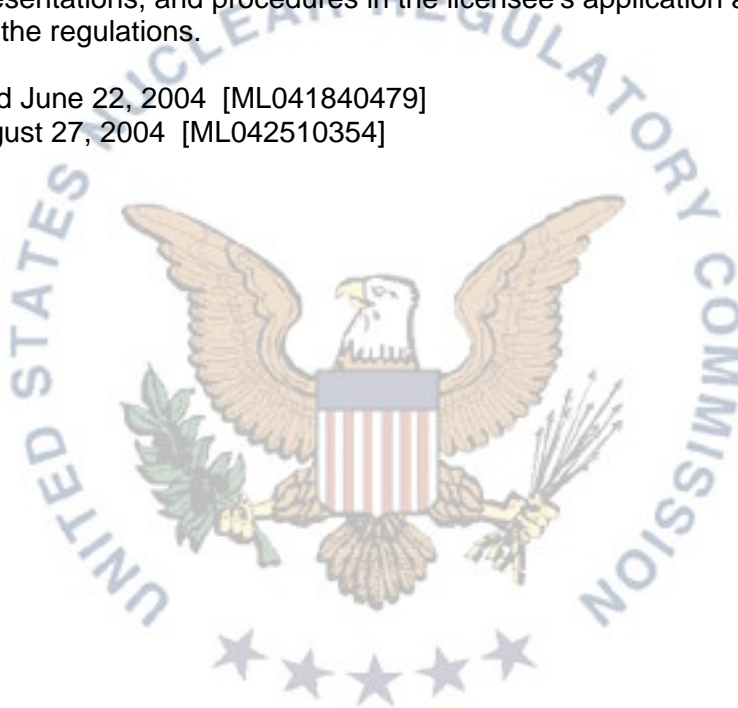 esentations, and procedures in the licensee's application a
the regulations.
d June 22, 2004 [ML041840479]
gust 27, 2004 [ML042510354]
UNITED STATES NUCLEAR REGULATORY COMMISSION